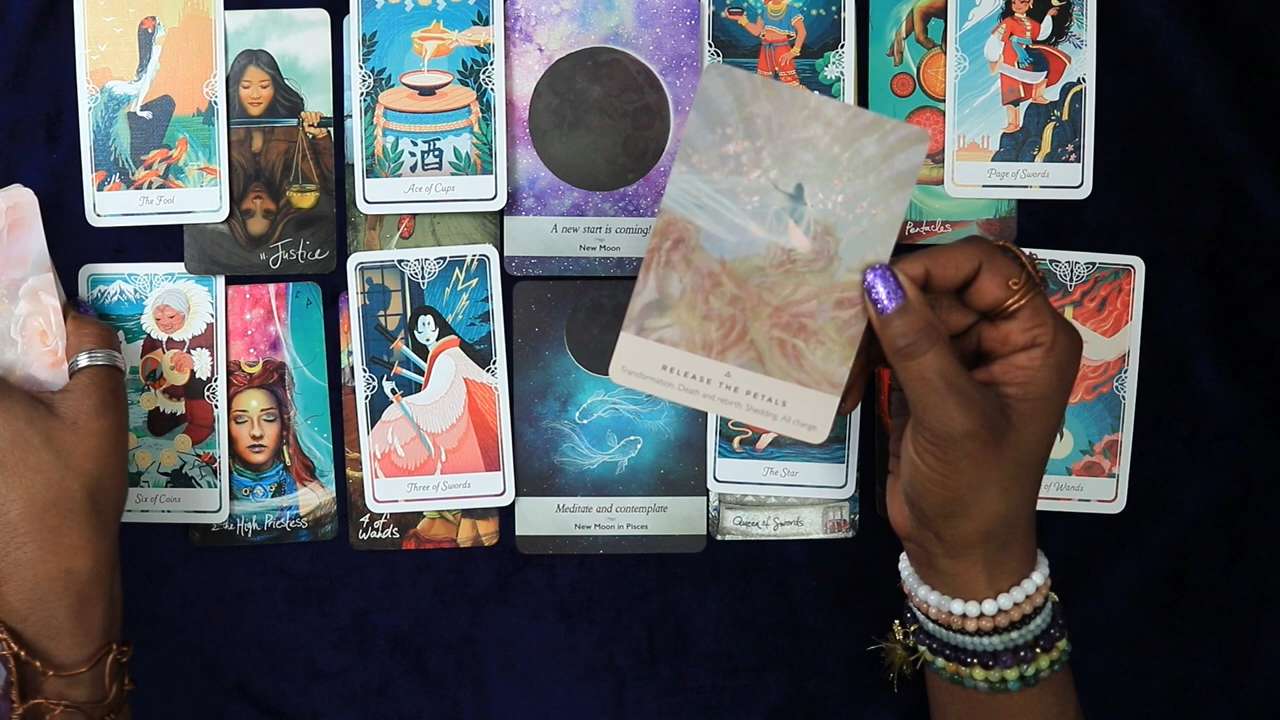 The Fool
11. Justice
酒
Ace of Cups
A new start is coming!
New Moon
Pentacles
Page of Swords
RELEASE THE PETALS
Transformation. Death and rebirth. Shedding. All change.
Six of Coins
2. the High Priestess
Three of Swords
4 of
Wands
Meditate and contemplate
New Moon in Pisces
The Star
Queen of Swords
of Wands